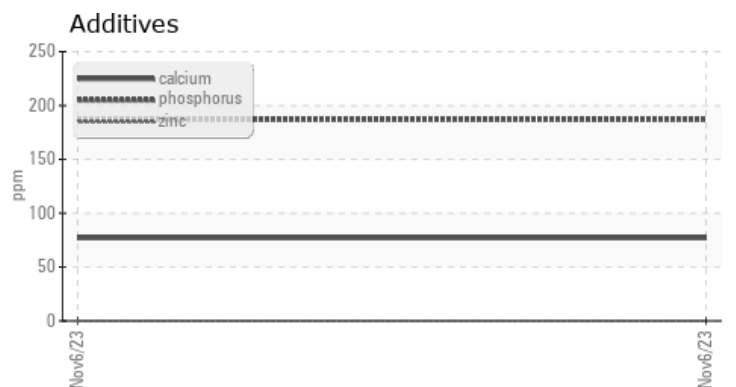 Additives
250
200
150
100
50
0
ppm
calcium
phosphorus
zinc
Nov6/23
Nov6/23